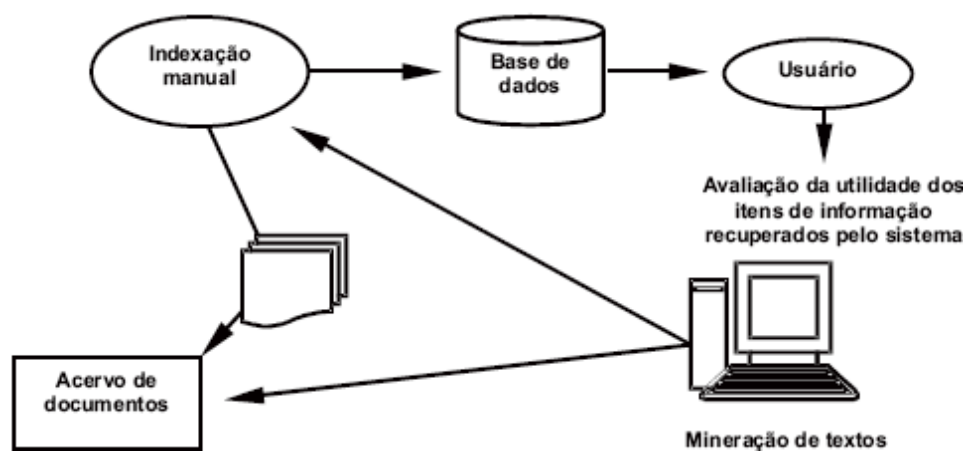 Indexação
manual
Base de
dados
Usuário
Avaliação da utilidade dos
itens de informação
recuperados pelo sistema
Acervo de
documentos
Mineração de textos